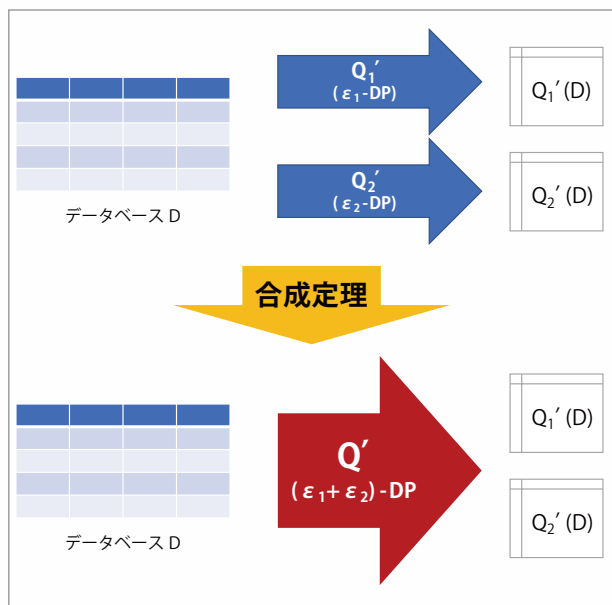 Q₁′
(ε₁-DP)
Q₁′(D)
Q₂′
(ε₂-DP)
Q₂′(D)
データベース D
合成定理
Q′
(ε₁+ε₂)-DP
Q₁′(D)
Q₂′(D)
データベース D